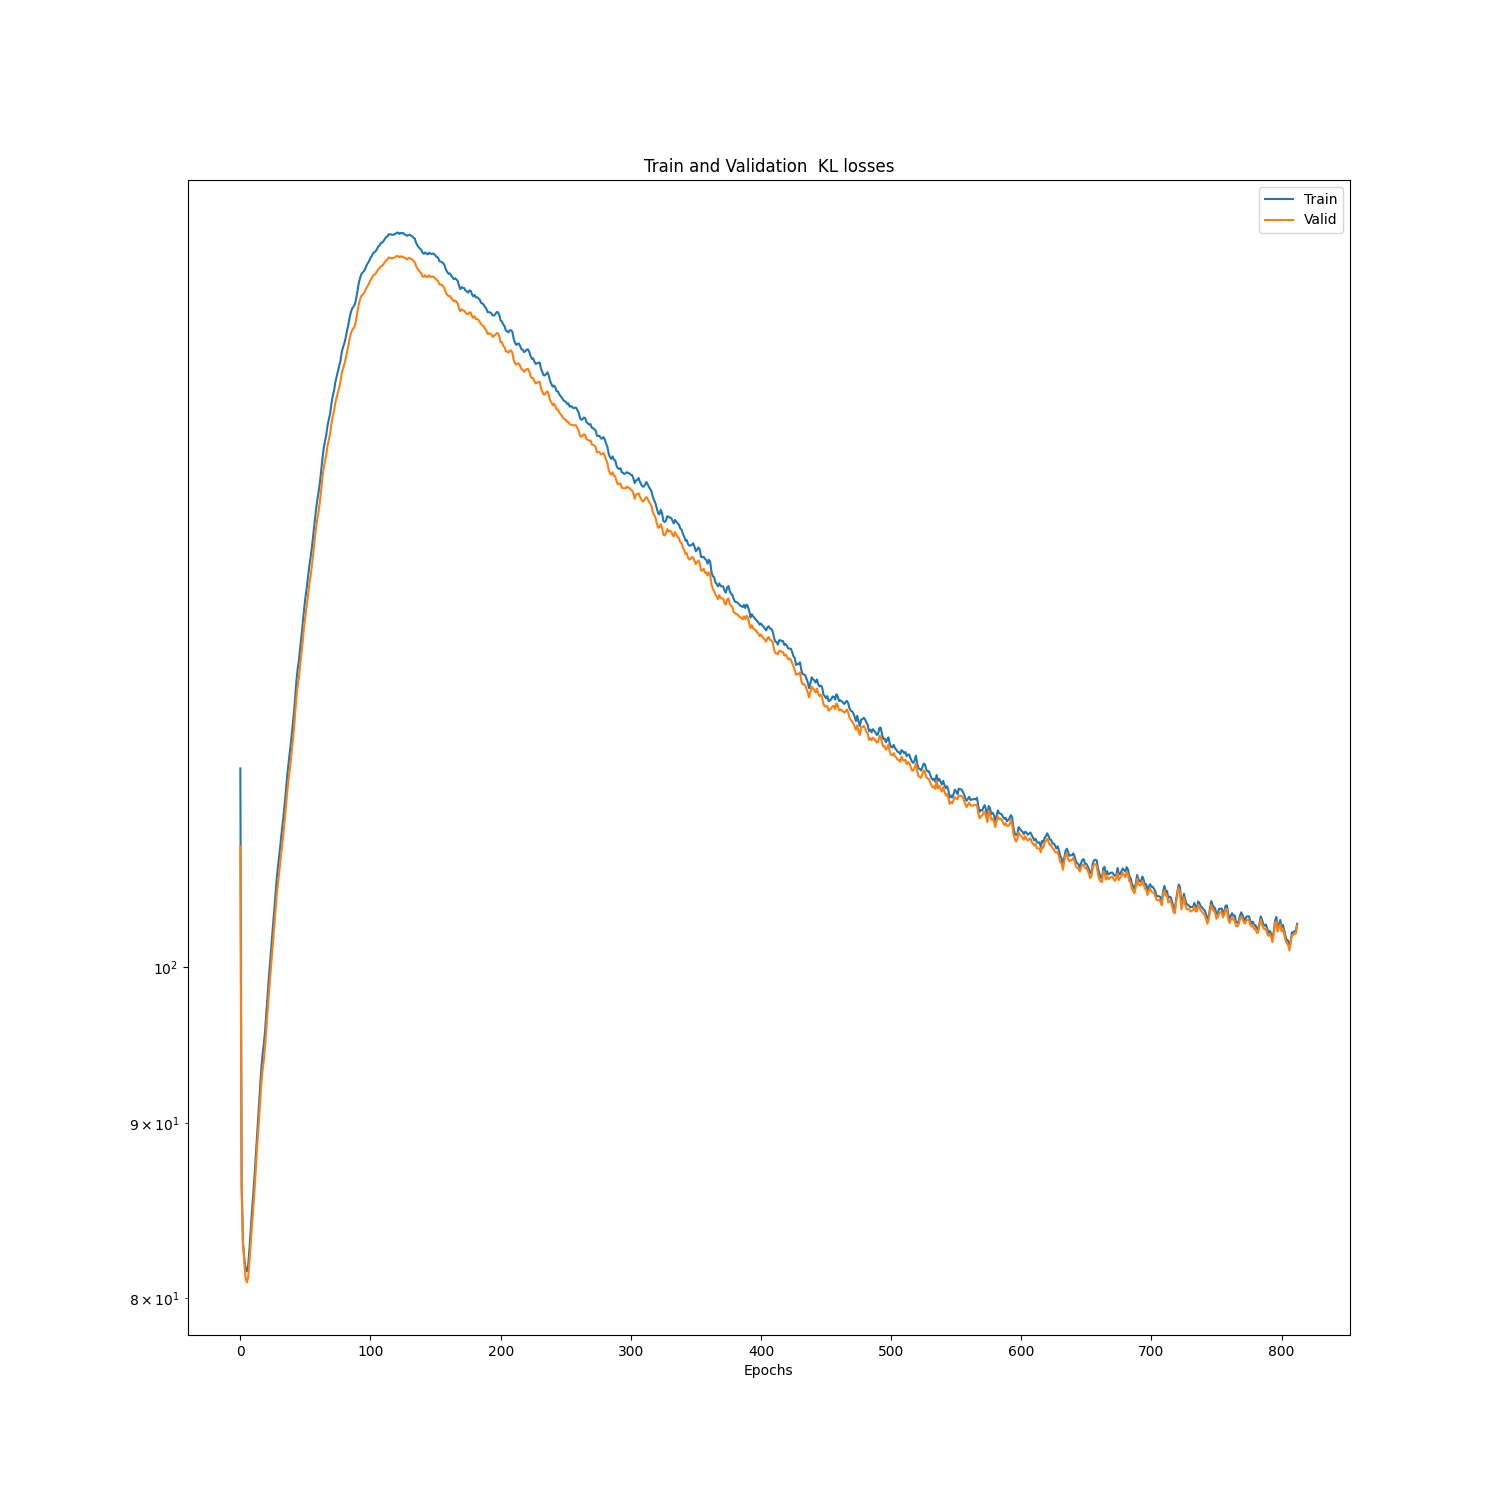 Train and Validation  KL losses
Train
Valid
10²
9 × 10¹
8 × 10¹
0 100 200 300 400 500 600 700 800
Epochs